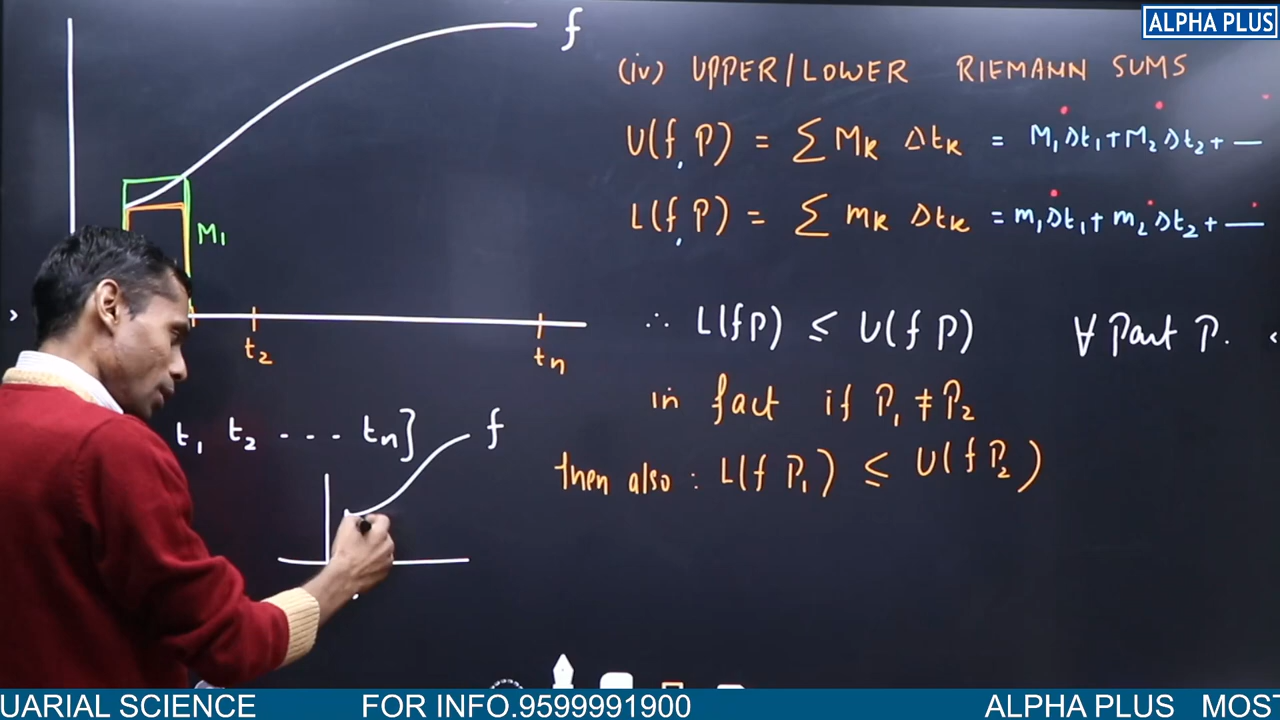 ALPHA PLUS
f
(iv) UPPER/LOWER RIEMANN SUMS
U(f, P) = ∑ Mk Δtk = M₁Δt₁ + M₂Δt₂ + —
L(f, P) = ∑ mk Δtk = m₁Δt₁ + m₂Δt₂ + —
M₁
t₂ tn
∴ L(f P) ≤ U(f P) ∀ Part P.
in fact if P₁ ≠ P₂
then also : L(f P₁) ≤ U(f P₂)
t₁ t₂ - - - - tn}
f
UARIAL SCIENCE FOR INFO.9599991900 ALPHA PLUS MOST